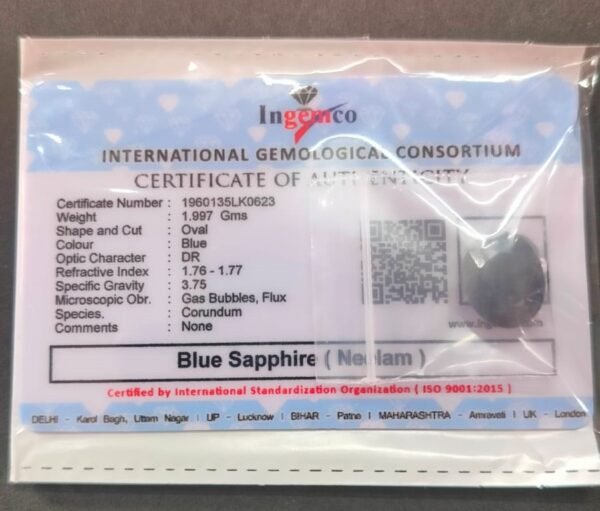 Ingemco
INTERNATIONAL GEMOLOGICAL CONSORTIUM
CERTIFICATE OF AUTHENTICITY
Certificate Number : 1960135LK0623
Weight : 1.997 Gms
Shape and Cut : Oval
Colour : Blue
Optic Character : DR
Refractive Index : 1.76 - 1.77
Specific Gravity : 3.75
Microscopic Obr. : Gas Bubbles, Flux
Species. : Corundum
Comments : None
Blue Sapphire ( Neelam )
Certified by International Standardization Organization ( ISO 9001:2015 )
DELHI - Karol Bagh, Uttam Nagar | UP - Lucknow | BIHAR - Patna | MAHARASHTRA - Amravati | UK - London